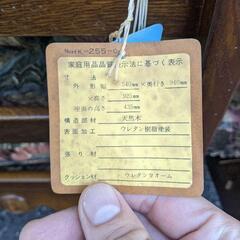 家庭用品品質表示法に基づく表示
寸法
外形 幅 540mm×奥行き
×高さ 925mm
座面の高さ 435mm
構造部材 天然木
表面加工 ウレタン樹脂塗装
張り材
クッション材 ウレタンフォーム